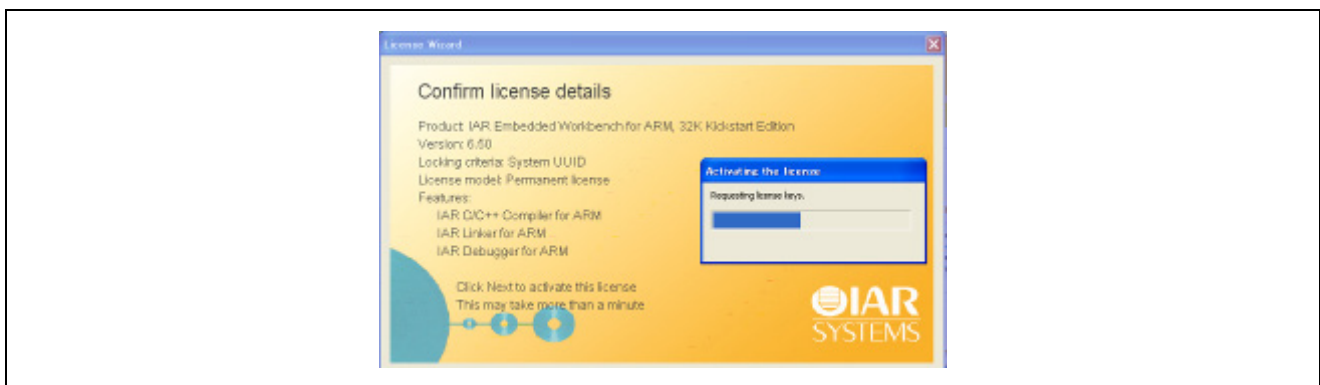 License Wizard
Confirm license details
Product: IAR Embedded Workbench for ARM, 32K Kickstart Edition
Version: 6.50
Locking criteria: System UUID
License model: Permanent license
Features:
IAR C/C++ Compiler for ARM
IAR Linker for ARM
IAR Debugger for ARM
Click Next to activate this license
This may take more than a minute
Activating the license
Requesting license keys.
IAR
SYSTEMS